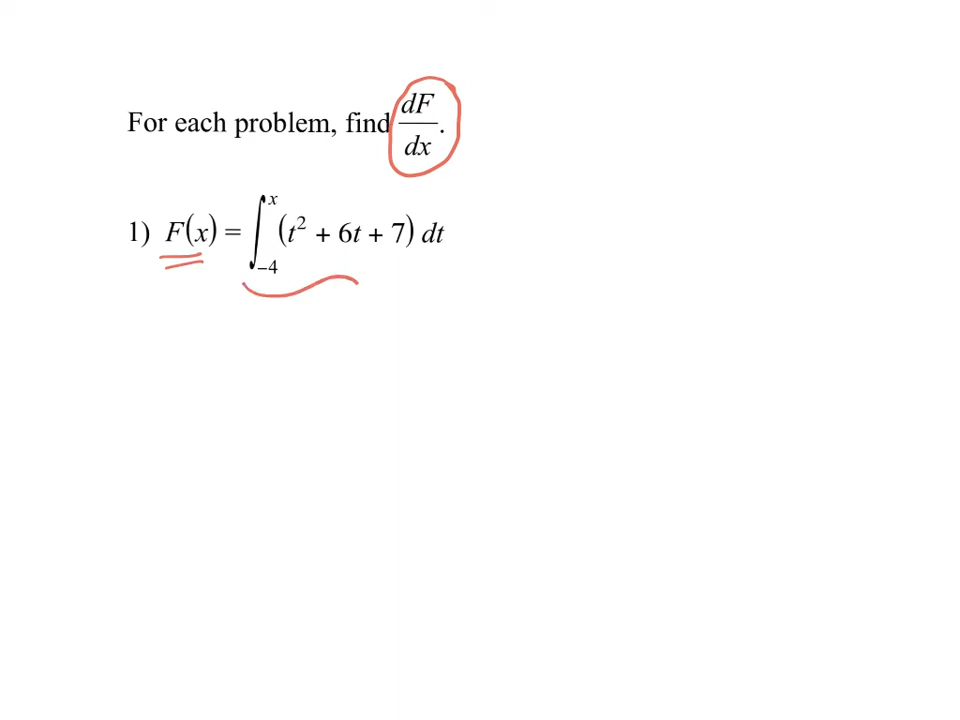 For each problem, find dF/dx.
1) F(x) = ∫_{-4}^{x} (t² + 6t + 7) dt